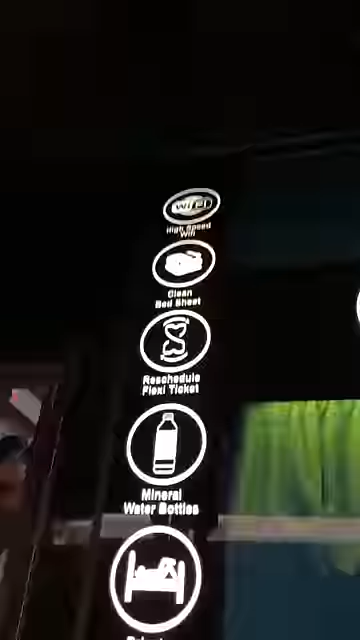 WiFi
High Speed
Wifi
Clean
Bed Sheet
Reschedule
Flexi Ticket
Mineral
Water Bottles